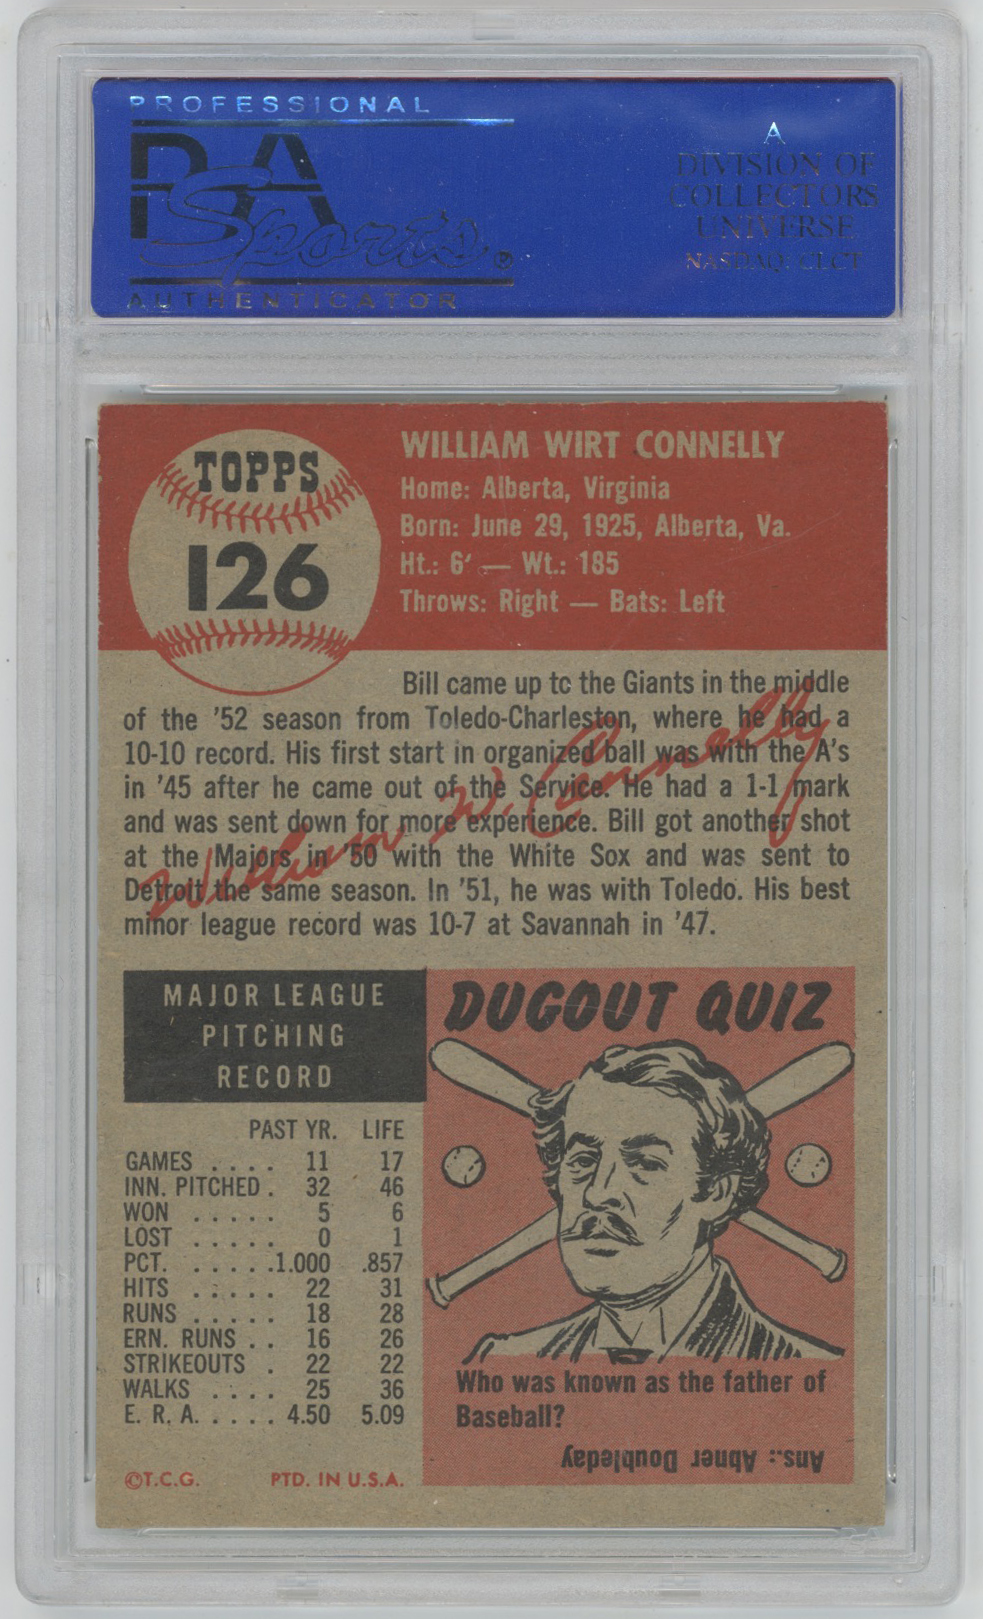 PROFESSIONAL
PSA
Sports®
AUTHENTICATOR
A
DIVISION OF
COLLECTORS
UNIVERSE
NASDAQ: CLCT
TOPPS
126
WILLIAM WIRT CONNELLY
Home: Alberta, Virginia
Born: June 29, 1925, Alberta, Va.
Ht.: 6' — Wt.: 185
Throws: Right — Bats: Left
Bill came up to the Giants in the middle
of the '52 season from Toledo-Charleston, where he had a
10-10 record. His first start in organized ball was with the A's
in '45 after he came out of the Service. He had a 1-1 mark
and was sent down for more experience. Bill got another shot
at the Majors in '50 with the White Sox and was sent to
Detroit the same season. In '51, he was with Toledo. His best
minor league record was 10-7 at Savannah in '47.
William W. Connelly
MAJOR LEAGUE
PITCHING
RECORD
PAST YR. LIFE
GAMES . . . . 11 17
INN. PITCHED . 32 46
WON . . . . . 5 6
LOST . . . . . 0 1
PCT. . . . . .1.000 .857
HITS . . . . . 22 31
RUNS . . . . . 18 28
ERN. RUNS . . 16 26
STRIKEOUTS . 22 22
WALKS . . . . 25 36
E. R. A. . . . . 4.50 5.09
©T.C.G. PTD. IN U.S.A.
DUGOUT QUIZ
Who was known as the father of
Baseball?
Ans.: Abner Doubleday